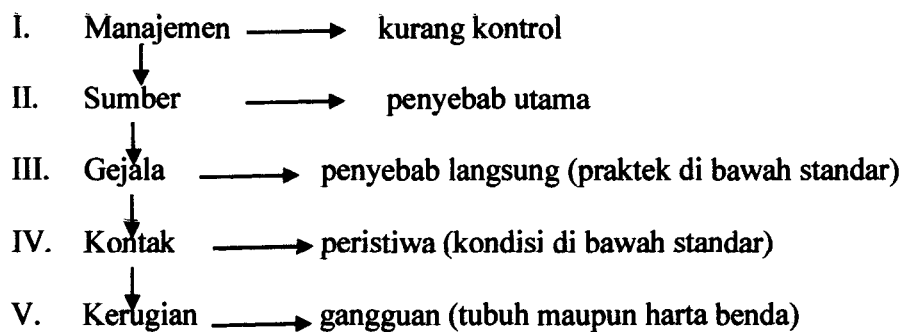 I. Manajemen kurang kontrol
II. Sumber penyebab utama
III. Gejala penyebab langsung (praktek di bawah standar)
IV. Kontak peristiwa (kondisi di bawah standar)
V. Kerugian gangguan (tubuh maupun harta benda)